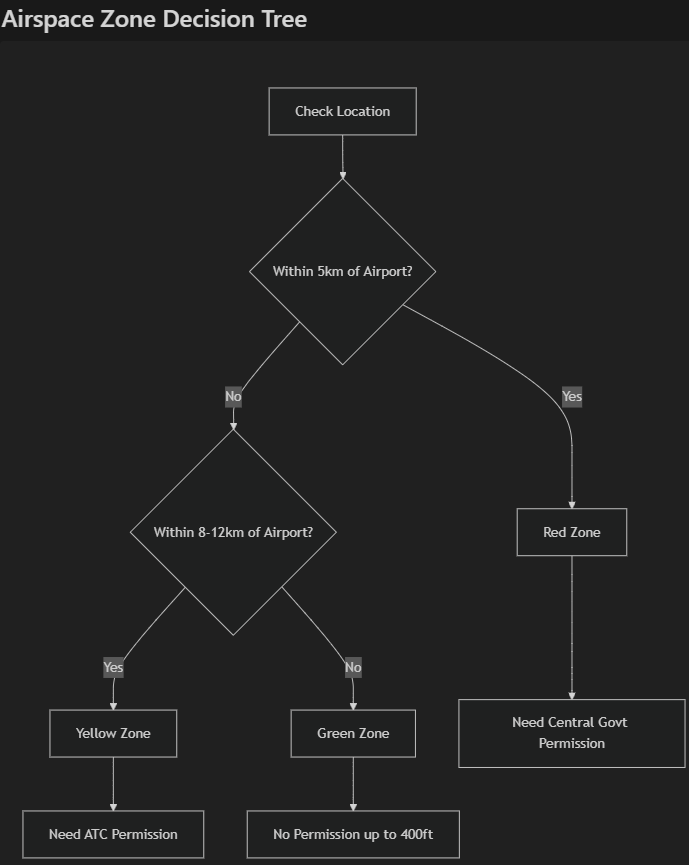 Airspace Zone Decision Tree
Check Location
Within 5km of Airport?
No
Yes
Within 8-12km of Airport?
Red Zone
Yes
No
Yellow Zone
Green Zone
Need Central Govt
Permission
Need ATC Permission
No Permission up to 400ft